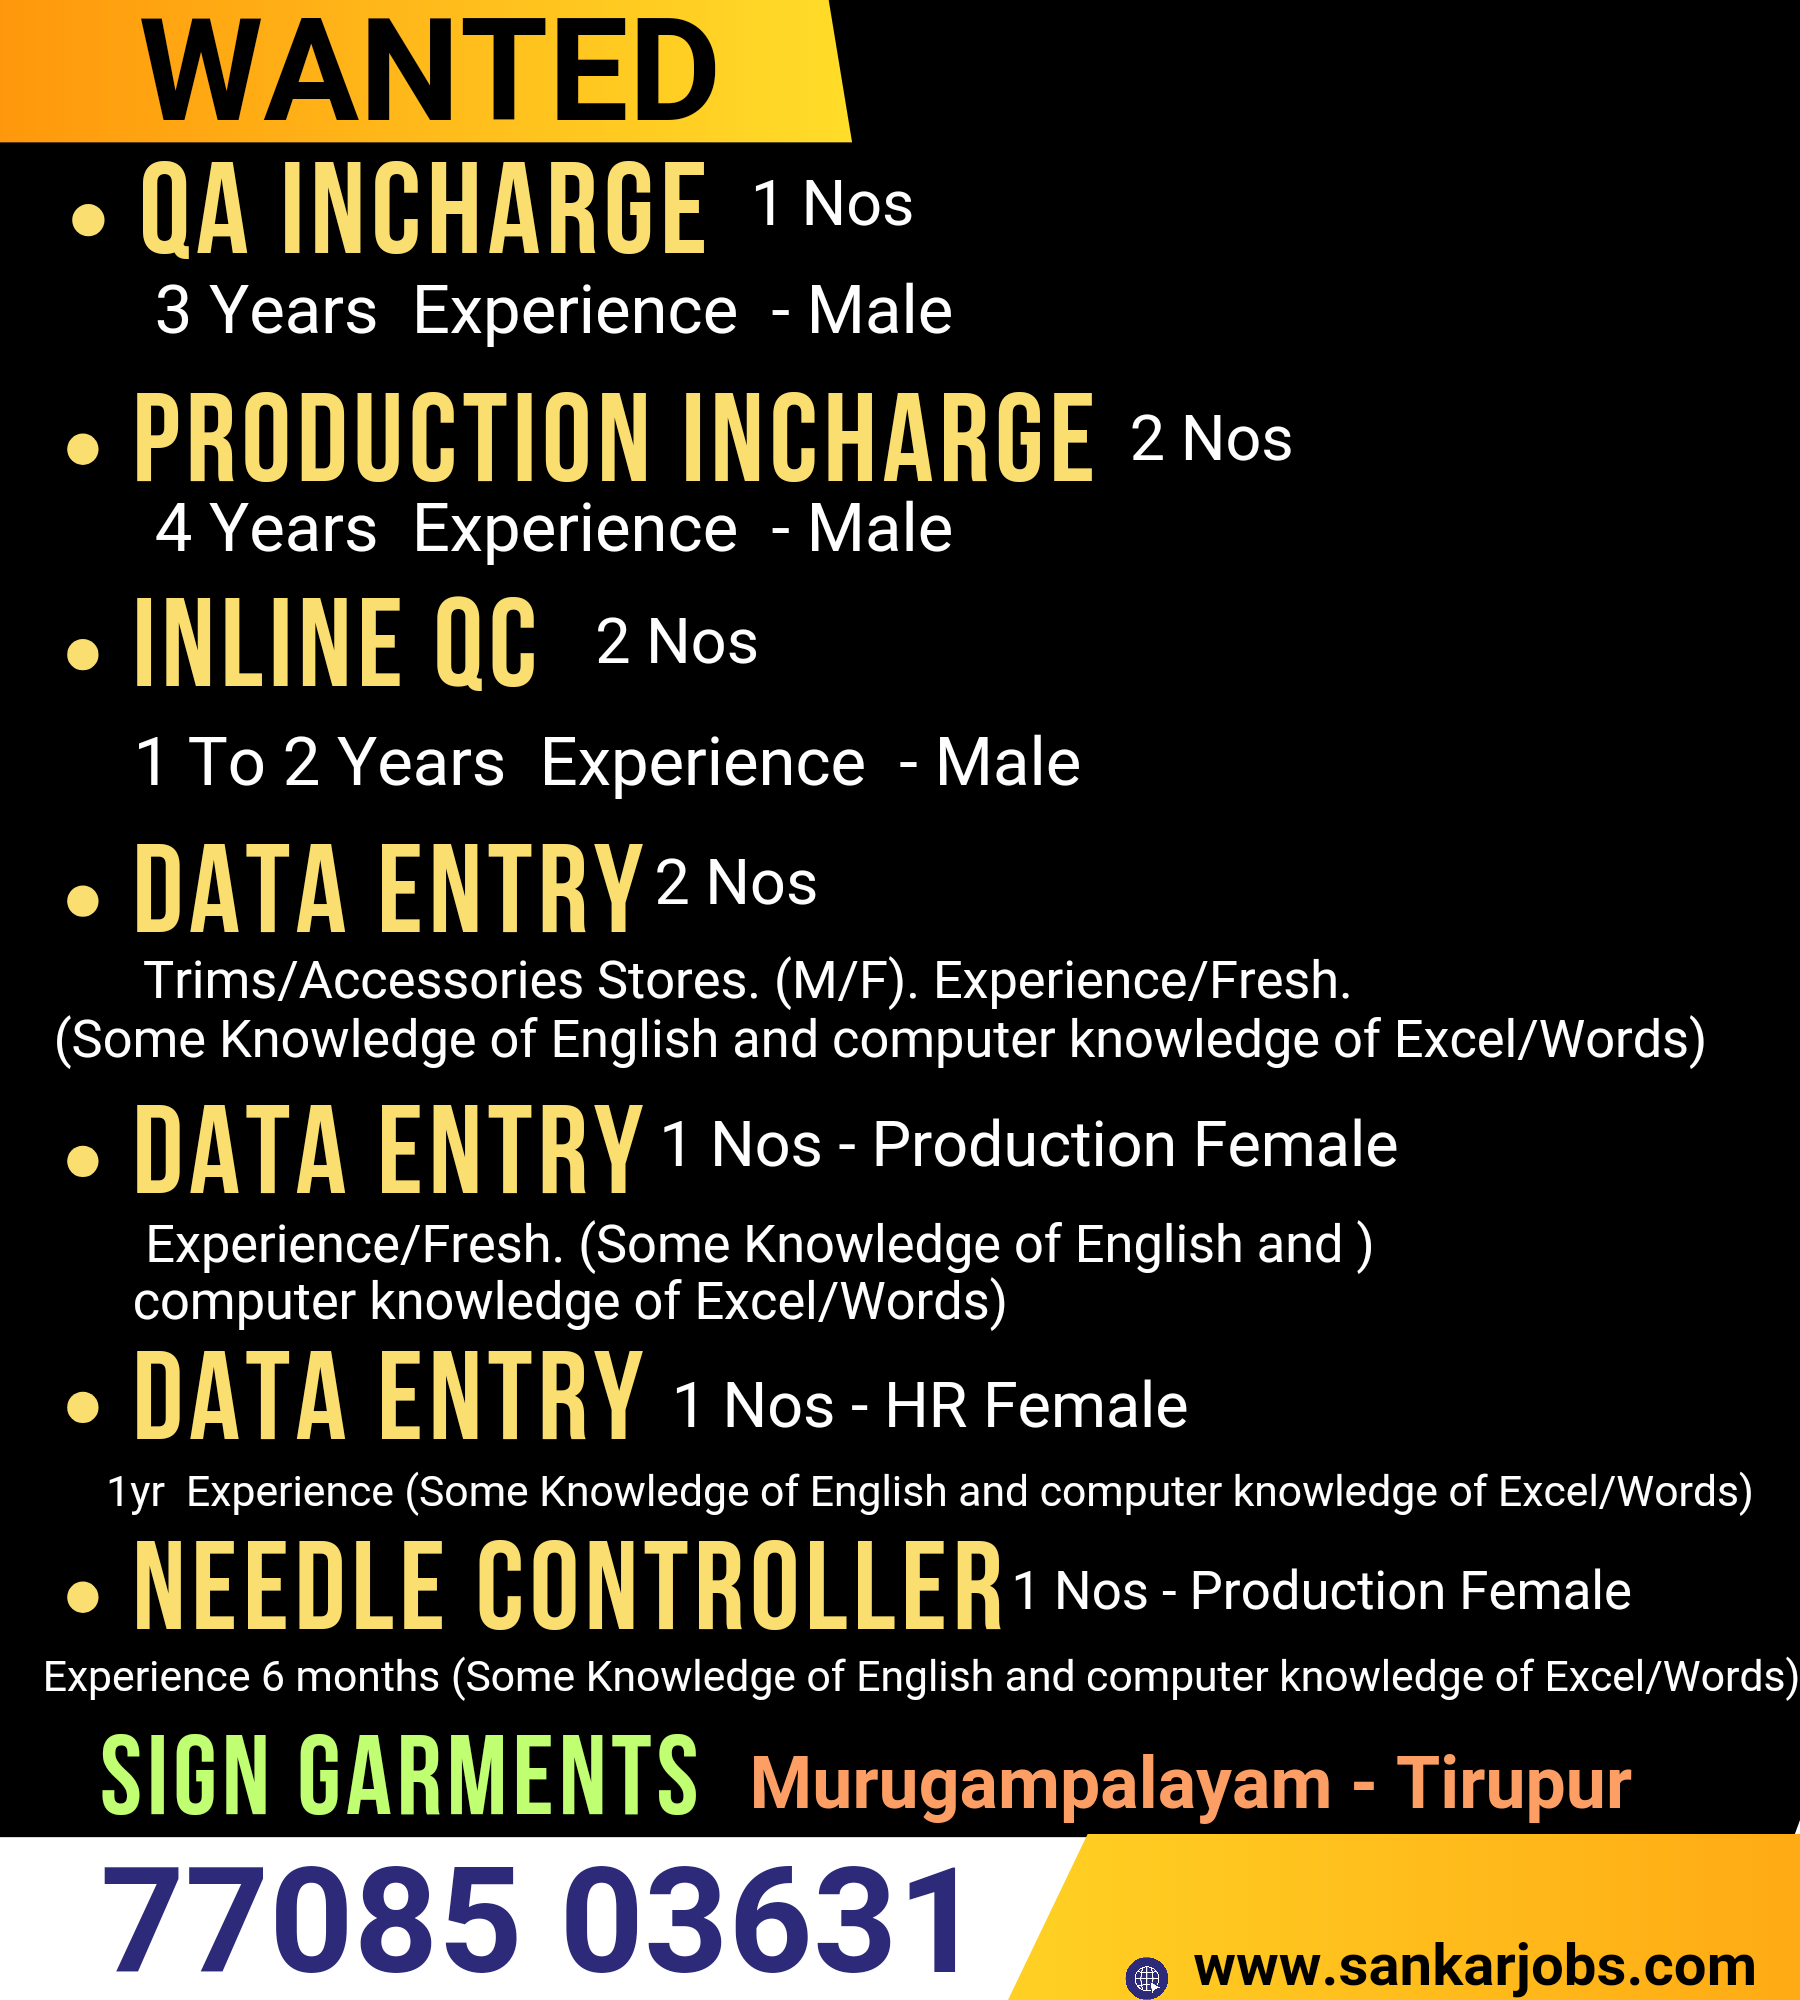 WANTED
QA INCHARGE 1 Nos
3 Years Experience - Male
PRODUCTION INCHARGE 2 Nos
4 Years Experience - Male
INLINE QC 2 Nos
1 To 2 Years Experience - Male
DATA ENTRY 2 Nos
Trims/Accessories Stores. (M/F). Experience/Fresh.
(Some Knowledge of English and computer knowledge of Excel/Words)
DATA ENTRY 1 Nos - Production Female
Experience/Fresh. (Some Knowledge of English and )
computer knowledge of Excel/Words)
DATA ENTRY 1 Nos - HR Female
1yr Experience (Some Knowledge of English and computer knowledge of Excel/Words)
NEEDLE CONTROLLER 1 Nos - Production Female
Experience 6 months (Some Knowledge of English and computer knowledge of Excel/Words)
SIGN GARMENTS Murugampalayam - Tirupur
77085 03631
www.sankarjobs.com